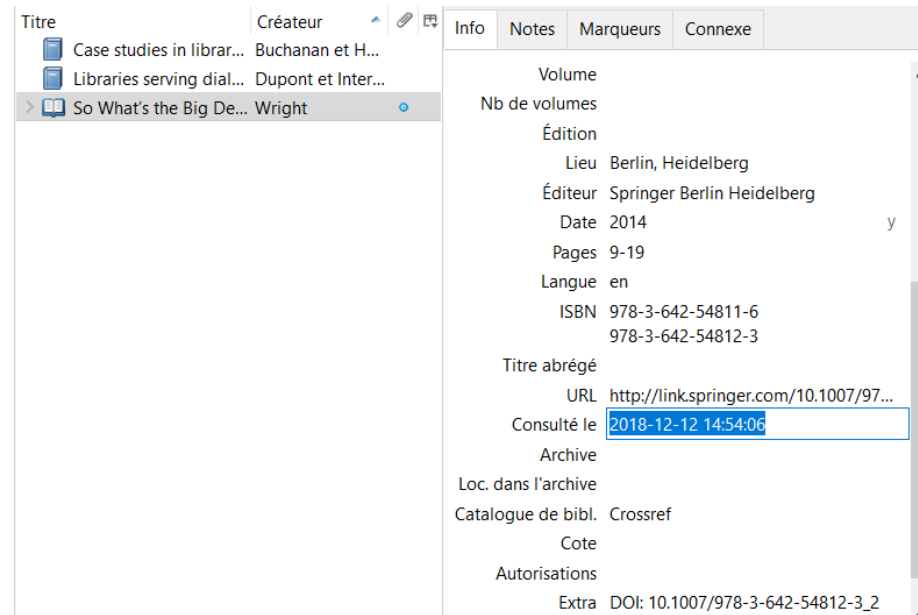 Titre Créateur
Case studies in librar... Buchanan et H...
Libraries serving dial... Dupont et Inter...
So What's the Big De... Wright
Info Notes Marqueurs Connexe
Volume
Nb de volumes
Édition
Lieu Berlin, Heidelberg
Éditeur Springer Berlin Heidelberg
Date 2014 y
Pages 9-19
Langue en
ISBN 978-3-642-54811-6
978-3-642-54812-3
Titre abrégé
URL http://link.springer.com/10.1007/97...
Consulté le 2018-12-12 14:54:06
Archive
Loc. dans l'archive
Catalogue de bibl. Crossref
Cote
Autorisations
Extra DOI: 10.1007/978-3-642-54812-3_2